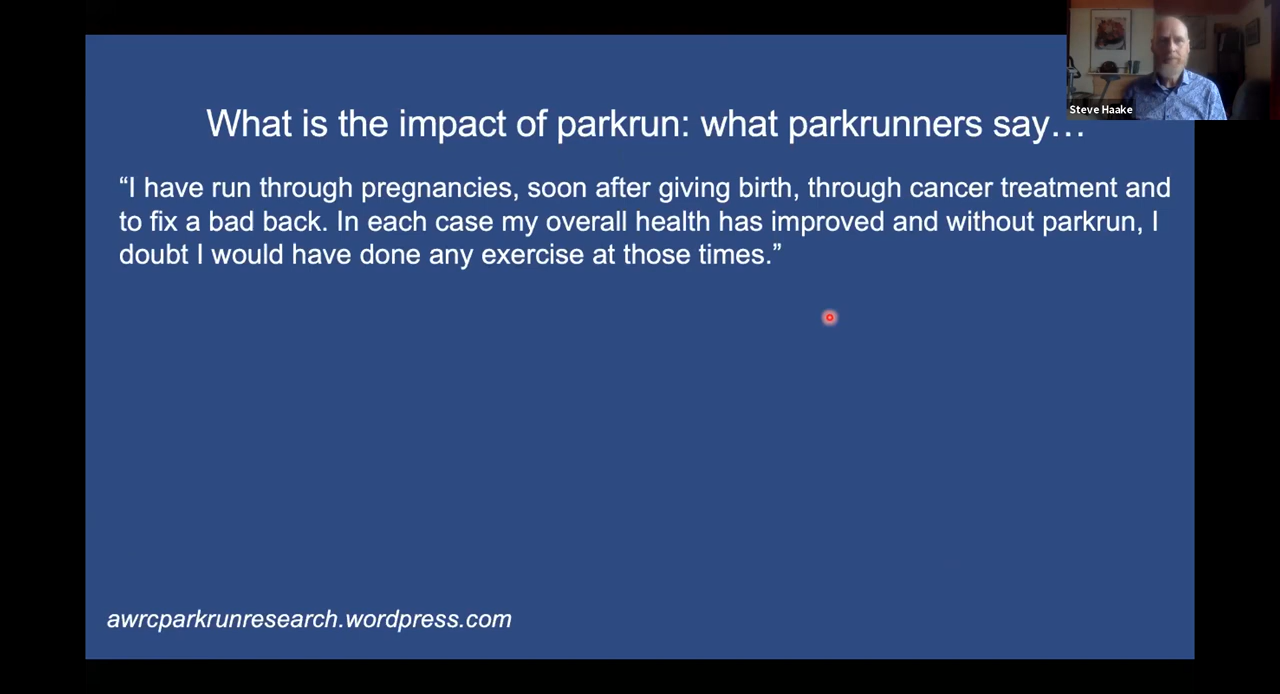 Steve Haake
What is the impact of parkrun: what parkrunners say…
“I have run through pregnancies, soon after giving birth, through cancer treatment and
to fix a bad back. In each case my overall health has improved and without parkrun, I
doubt I would have done any exercise at those times.”
awrcparkrunresearch.wordpress.com